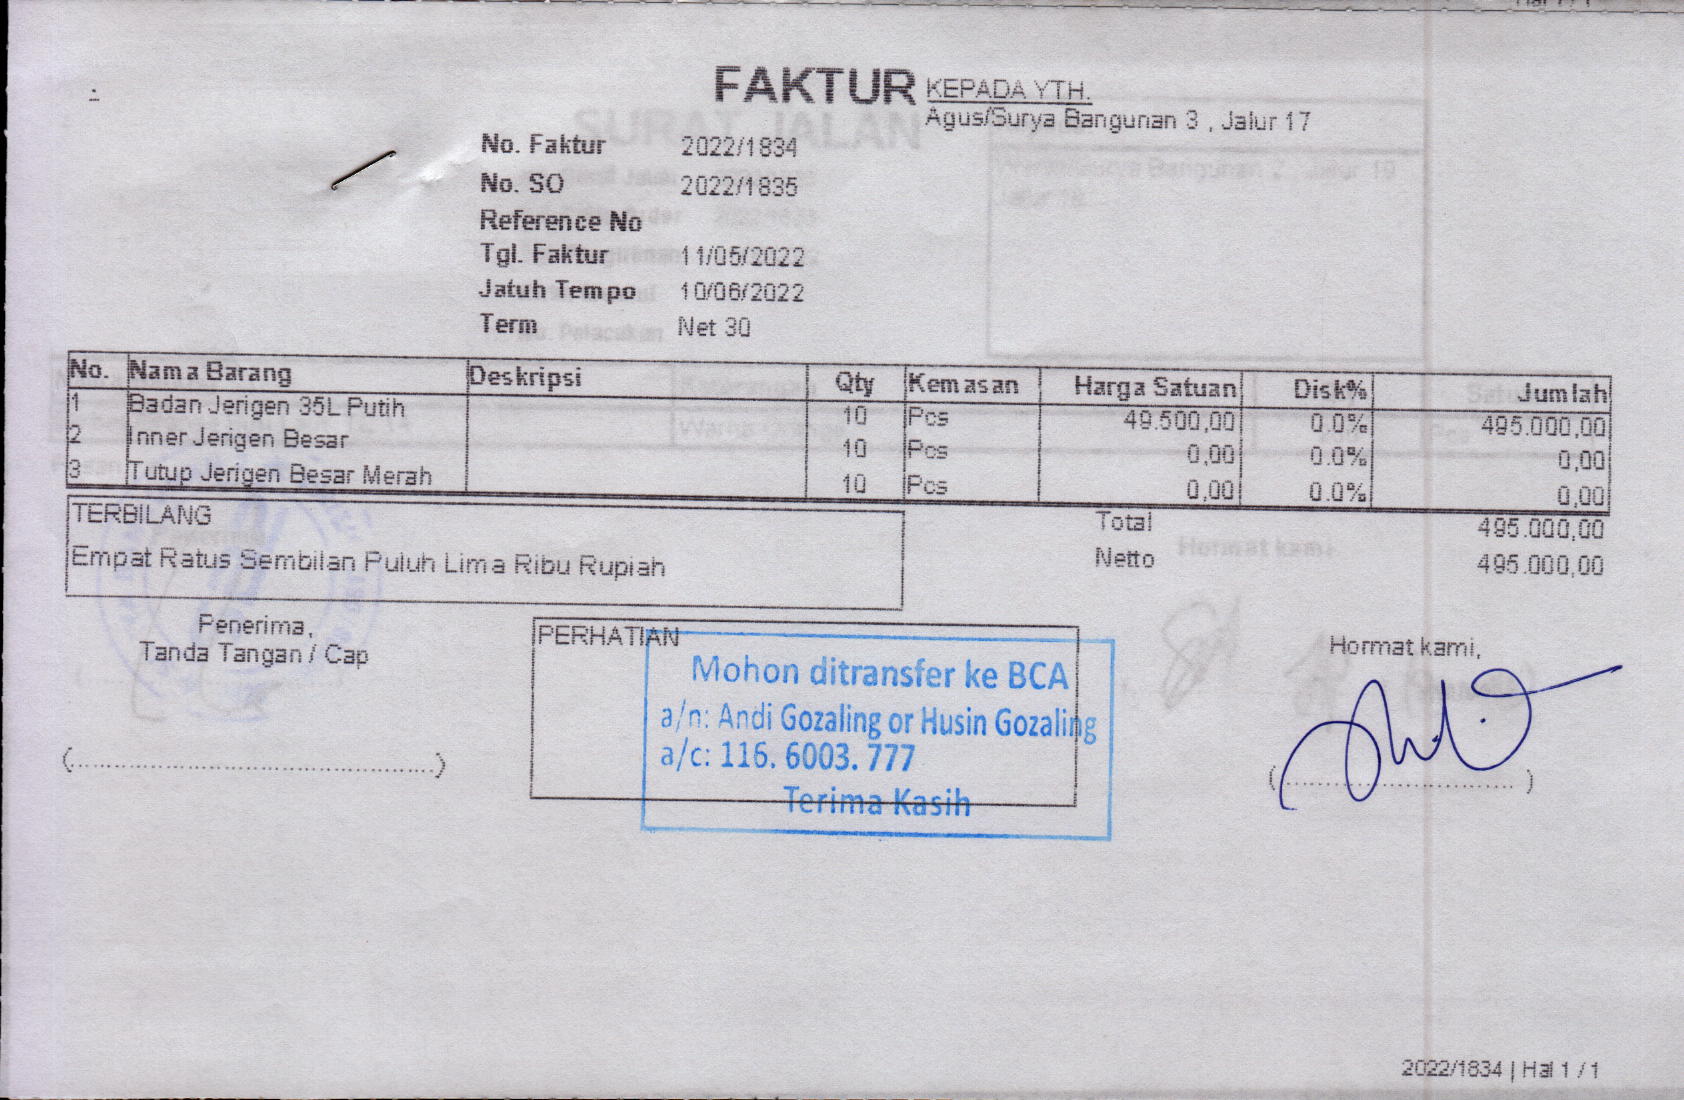 FAKTUR
KEPADA YTH.
Agus/Surya Bangunan 3 , Jalur 17
No. Faktur 2022/1834
No. SO 2022/1835
Reference No
Tgl. Faktur 11/05/2022
Jatuh Tempo 10/06/2022
Term Net 30
No. Nama Barang Deskripsi Qty Kemasan Harga Satuan Disk% Jumlah
1 Badan Jerigen 35L Putih 10 Pcs 49.500,00 0.0% 495.000,00
2 Inner Jerigen Besar 10 Pcs 0,00 0.0% 0,00
3 Tutup Jerigen Besar Merah 10 Pcs 0,00 0.0% 0,00
TERBILANG
Empat Ratus Sembilan Puluh Lima Ribu Rupiah
Total 495.000,00
Netto 495.000,00
Penerima,
Tanda Tangan / Cap
(.......................................)
PERHATIAN
Mohon ditransfer ke BCA
a/n: Andi Gozaling or Husin Gozaling
a/c: 116. 6003. 777
Terima Kasih
Hormat kami,
(...........................)
SURAT JALAN
2022/1834 | Hal 1 / 1